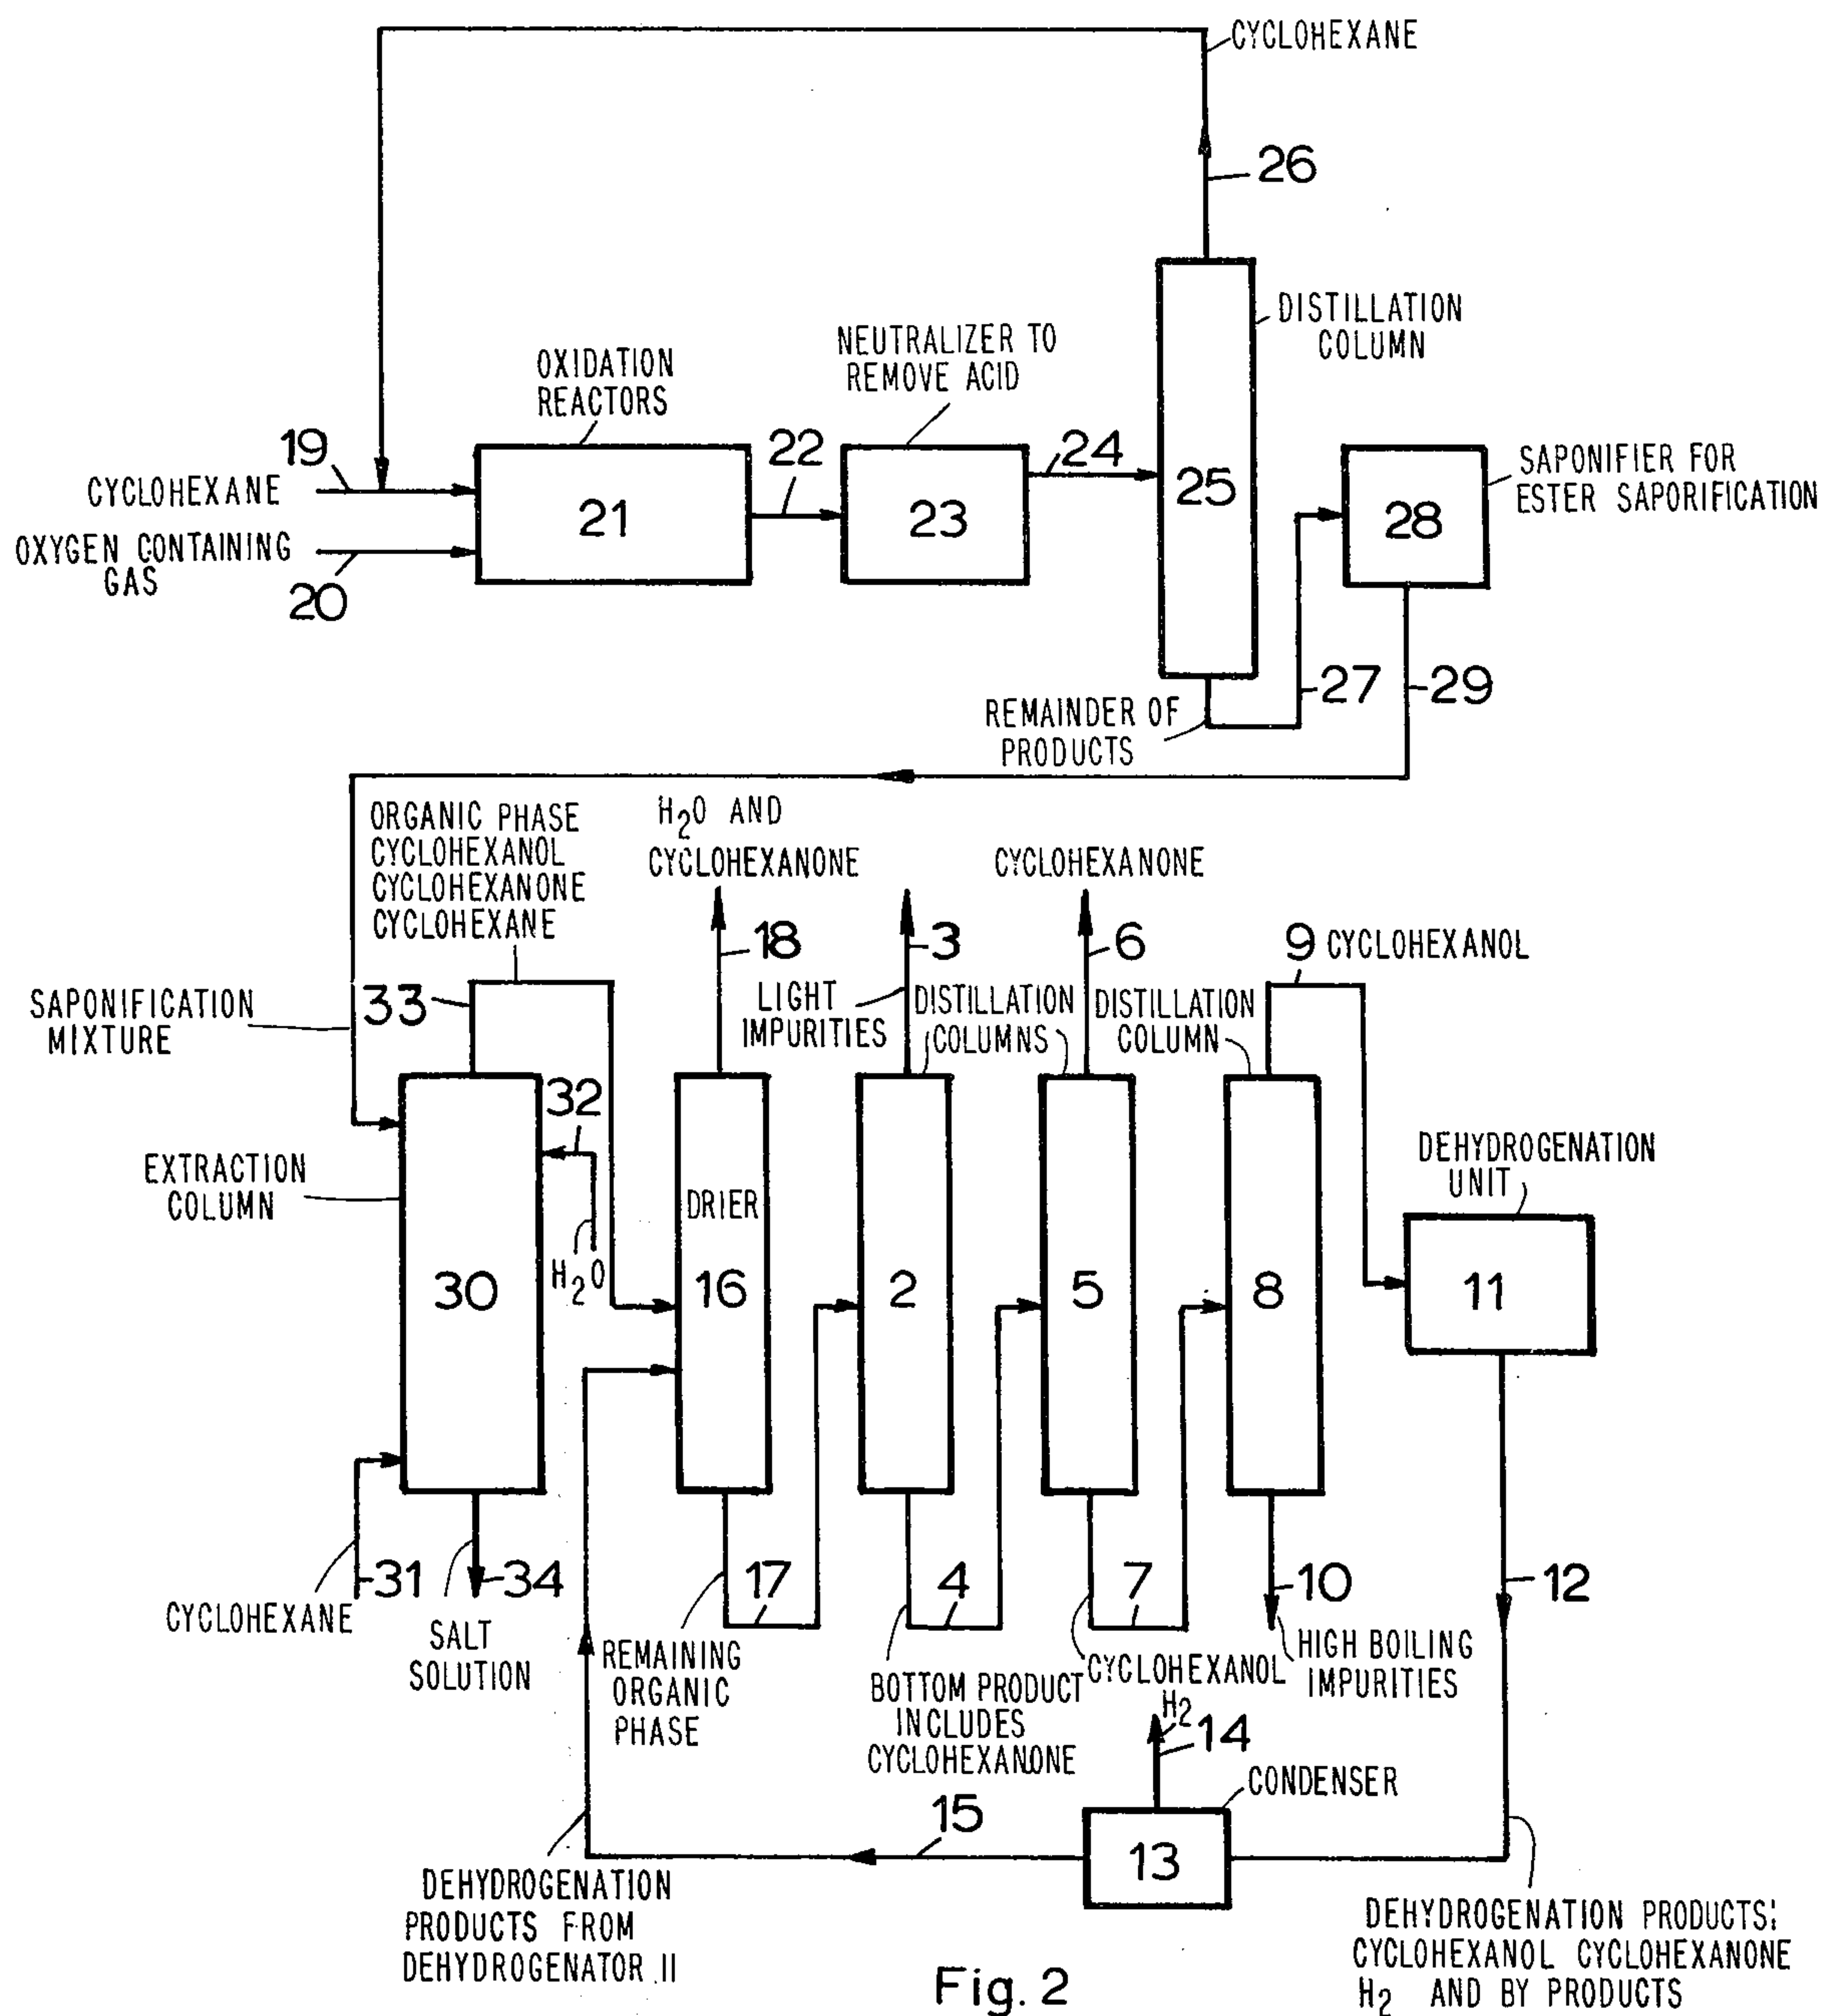 CYCLOHEXANE
26
DISTILLATION
COLUMN
NEUTRALIZER TO
REMOVE ACID
OXIDATION
REACTORS
19
CYCLOHEXANE
22
24
25
SAPONIFIER FOR
ESTER SAPORIFICATION
21
23
28
OXYGEN CONTAINING
GAS
20
27
29
REMAINDER OF
PRODUCTS
ORGANIC PHASE
CYCLOHEXANOL
CYCLOHEXANONE
CYCLOHEXANE
H2O AND
CYCLOHEXANONE
CYCLOHEXANONE
18
3
6
9 CYCLOHEXANOL
SAPONIFICATION
MIXTURE
33
LIGHT
IMPURITIES
DISTILLATION
COLUMNS
DISTILLATION
COLUMN
32
EXTRACTION
COLUMN
DRIER
DEHYDROGENATION
UNIT
H2O
30
16
2
5
8
11
31
34
17
4
7
10
12
CYCLOHEXANE
SALT
SOLUTION
REMAINING
ORGANIC
PHASE
BOTTOM PRODUCT
INCLUDES
CYCLOHEXANONE
CYCLOHEXANOL
HIGH BOILING
IMPURITIES
H2
14
CONDENSER
15
13
DEHYDROGENATION
PRODUCTS FROM
DEHYDROGENATOR 11
DEHYDROGENATION PRODUCTS:
CYCLOHEXANOL CYCLOHEXANONE
H2 AND BY PRODUCTS
Fig. 2